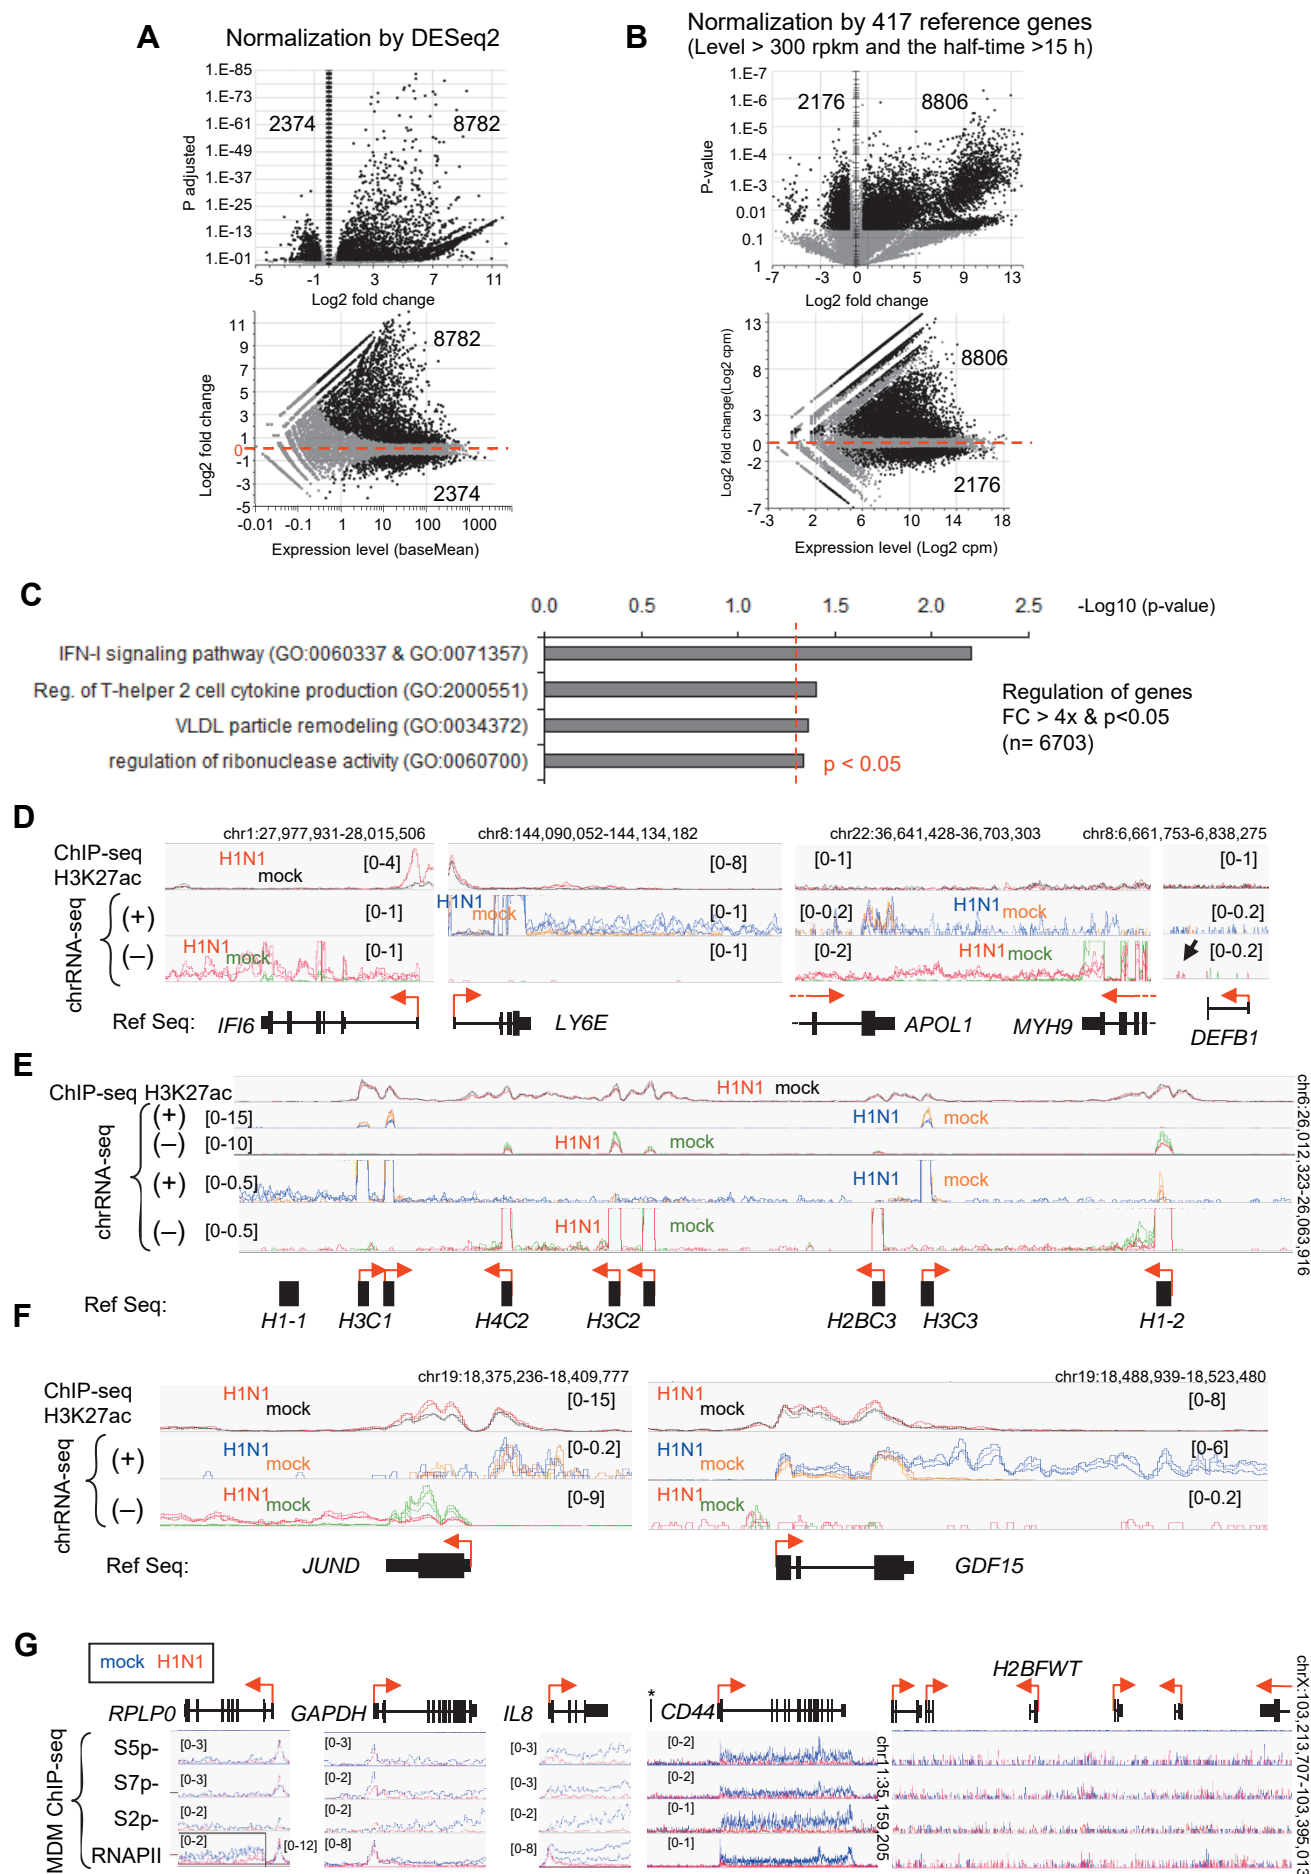 A
Normalization by DESeq2
P adjusted
1.E-85
1.E-73
1.E-61
1.E-49
1.E-37
1.E-25
1.E-13
1.E-01
2374
8782
-5
-1
3
7
11
Log2 fold change
Log2 fold change
11
9
7
5
3
1
0
-1
-3
-5
8782
2374
-0.01
-0.1
1
10
100
1000
Expression level (baseMean)
B
Normalization by 417 reference genes
(Level > 300 rpkm and the half-time >15 h)
P-value
1.E-7
1.E-6
1.E-5
1.E-4
1.E-3
0.01
0.1
1
2176
8806
-7
-3
0
5
9
13
Log2 fold change
Log2 fold change(Log2 cpm)
13
8
3
0
-2
-7
8806
2176
-3
2
6
10
14
18
Expression level (Log2 cpm)
C
0.0
0.5
1.0
1.5
2.0
2.5
-Log10 (p-value)
IFN-I signaling pathway (GO:0060337 & GO:0071357)
Reg. of T-helper 2 cell cytokine production (GO:2000551)
VLDL particle remodeling (GO:0034372)
regulation of ribonuclease activity (GO:0060700)
p < 0.05
Regulation of genes
FC > 4x & p<0.05
(n= 6703)
D
chr1:27,977,931-28,015,506
chr8:144,090,052-144,134,182
chr22:36,641,428-36,703,303
chr8:6,661,753-6,838,275
ChIP-seq
H3K27ac
H1N1
mock
[0-4]
[0-8]
[0-1]
[0-1]
chrRNA-seq
(+)
[0-1]
H1N1
mock
[0-1]
[0-0.2]
H1N1
mock
[0-0.2]
(–)
H1N1
mock
[0-1]
[0-1]
[0-2]
H1N1
mock
[0-0.2]
Ref Seq:
IFI6
LY6E
APOL1
MYH9
DEFB1
E
ChIP-seq H3K27ac
H1N1
mock
chr6:26,012,323-26,063,916
chrRNA-seq
(+)
[0-15]
H1N1
mock
(–)
[0-10]
H1N1
mock
(+)
[0-0.5]
H1N1
mock
(–)
[0-0.5]
H1N1
mock
Ref Seq:
H1-1
H3C1
H4C2
H3C2
H2BC3
H3C3
H1-2
F
chr19:18,375,236-18,409,777
chr19:18,488,939-18,523,480
ChIP-seq
H3K27ac
H1N1
mock
[0-15]
H1N1
mock
[0-8]
chrRNA-seq
(+)
H1N1
mock
[0-0.2]
H1N1
mock
[0-6]
(–)
H1N1
mock
[0-9]
H1N1
mock
[0-0.2]
Ref Seq:
JUND
GDF15
G
mock H1N1
RPLP0
GAPDH
IL8
*
CD44
H2BFWT
MDM ChIP-seq
S5p-
[0-3]
[0-3]
[0-3]
[0-2]
S7p-
[0-3]
[0-2]
[0-3]
[0-2]
S2p-
[0-2]
[0-2]
[0-2]
[0-1]
RNAPII
[0-2]
[0-12]
[0-8]
[0-8]
[0-1]
chr11:35,159,205